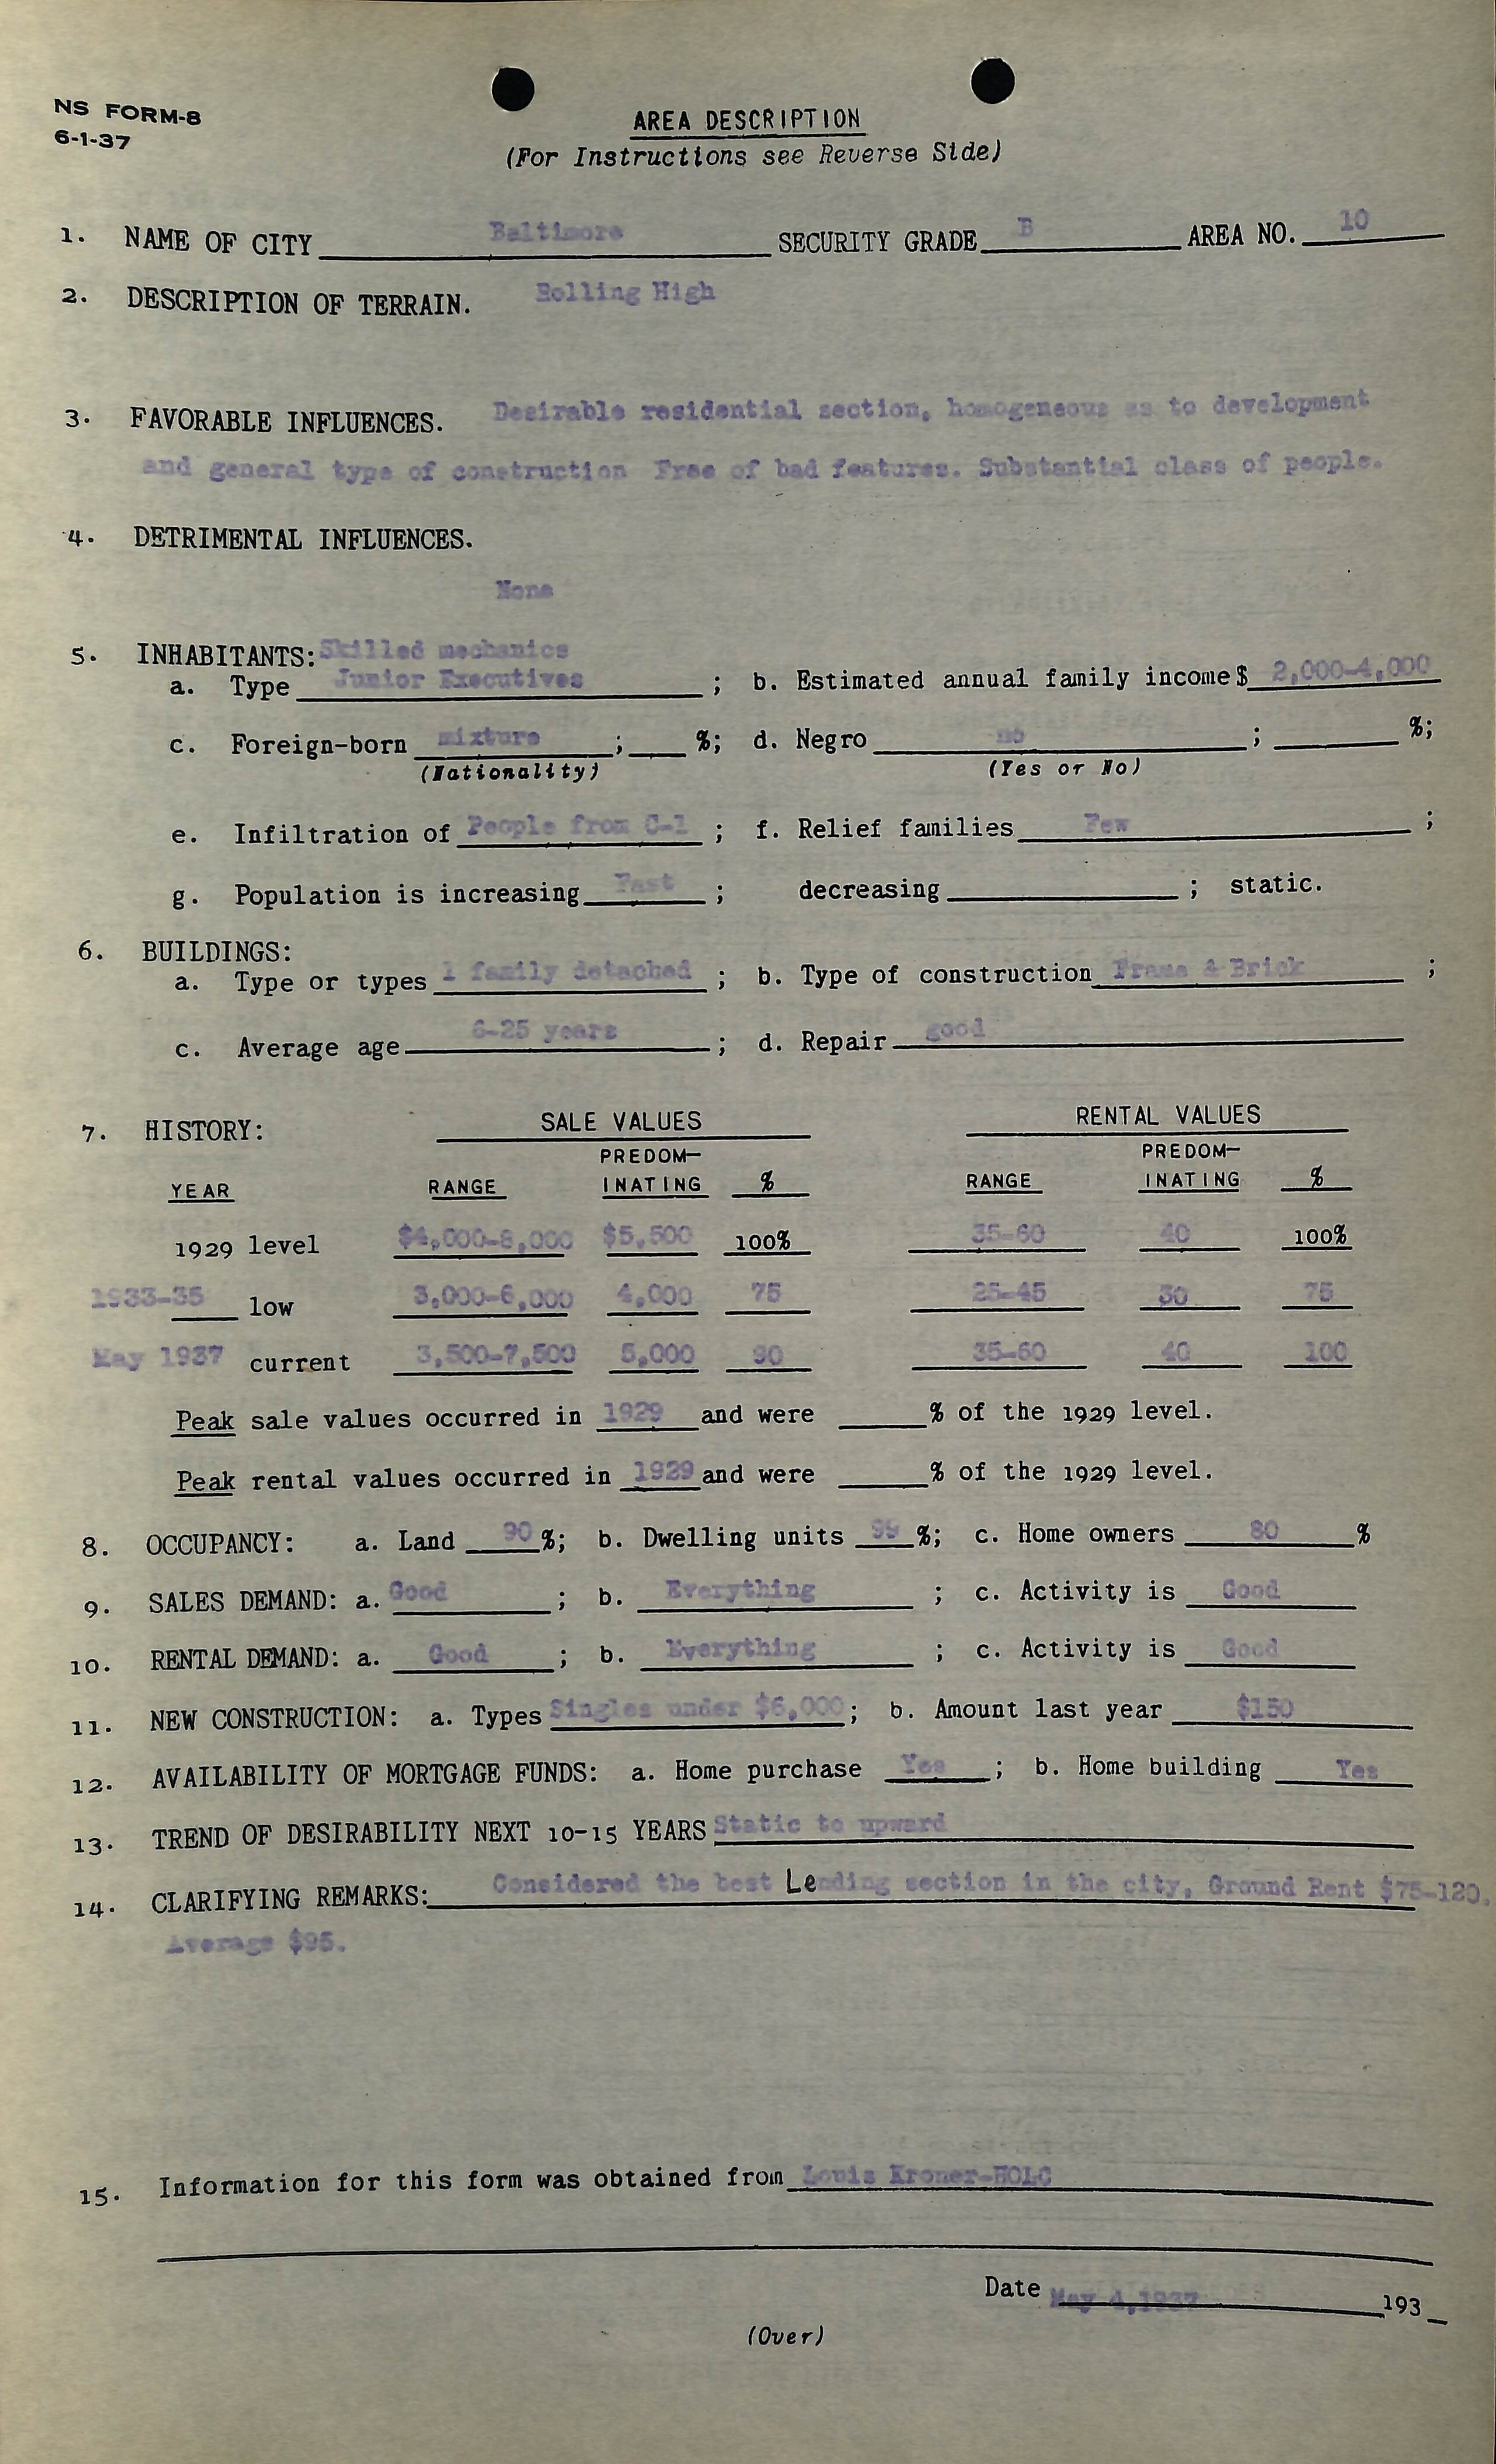 NS FORM-8
6-1-37
AREA DESCRIPTION
(For Instructions see Reverse Side)
1. NAME OF CITY Baltimore SECURITY GRADE B AREA NO. 10
2. DESCRIPTION OF TERRAIN. Rolling High
3. FAVORABLE INFLUENCES. Desirable residential section, homogeneous as to development
and general type of construction Free of bad features. Substantial class of people.
4. DETRIMENTAL INFLUENCES.
None
5. INHABITANTS: Skilled mechanics
a. Type Junior Executives ; b. Estimated annual family income $ 2,000-4,000
c. Foreign-born mixture ; % ; d. Negro no ; % ;
(Nationality) (Yes or No)
e. Infiltration of People from C-1 ; f. Relief families Few ;
g. Population is increasing Fast ; decreasing ; static.
6. BUILDINGS:
a. Type or types 1 family detached ; b. Type of construction Frame & Brick ;
c. Average age 6-25 years ; d. Repair good
7. HISTORY: SALE VALUES RENTAL VALUES
PREDOM- PREDOM-
YEAR RANGE INATING % RANGE INATING %
1929 level $4,000-8,000 $5,500 100% 35-60 40 100%
1933-35 low 3,000-6,000 4,000 75 25-45 30 75
May 1937 current 3,500-7,500 5,000 90 35-60 40 100
Peak sale values occurred in 1929 and were % of the 1929 level.
Peak rental values occurred in 1929 and were % of the 1929 level.
8. OCCUPANCY: a. Land 90 %; b. Dwelling units 99 %; c. Home owners 80 %
9. SALES DEMAND: a. Good ; b. Everything ; c. Activity is Good
10. RENTAL DEMAND: a. Good ; b. Everything ; c. Activity is Good
11. NEW CONSTRUCTION: a. Types Singles under $6,000 ; b. Amount last year $150
12. AVAILABILITY OF MORTGAGE FUNDS: a. Home purchase Yes ; b. Home building Yes
13. TREND OF DESIRABILITY NEXT 10-15 YEARS Static to upward
14. CLARIFYING REMARKS: Considered the best Lending section in the city, Ground Rent $75-120.
Average $95.
15. Information for this form was obtained from Louis Kroner-HOLC
Date May 4,1937 193_
(Over)